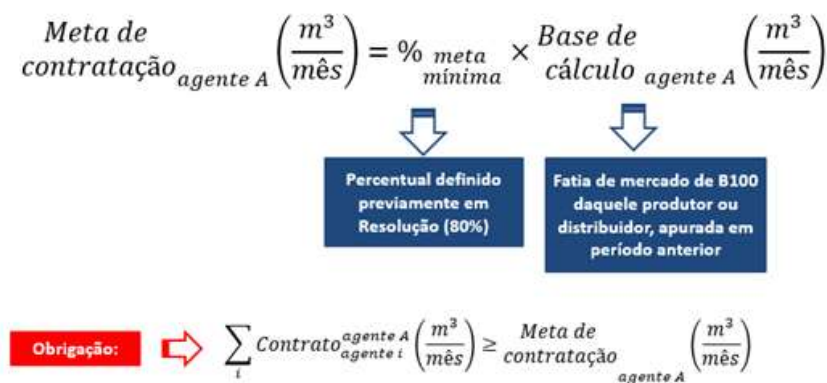 Meta de contratação agente A (m³/mês) = % meta mínima × Base de cálculo agente A (m³/mês)
Percentual definido
previamente em
Resolução (80%)
Fatia de mercado de B100
daquele produtor ou
distribuidor, apurada em
período anterior
Obrigação:
∑ i Contrato agente A agente i (m³/mês) ≥ Meta de contratação agente A (m³/mês)